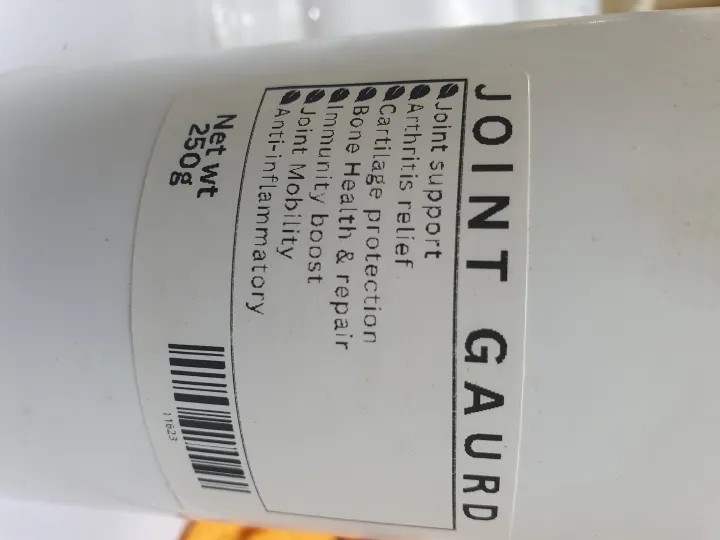 JOINT GAURD
Joint support
Arthritis relief
Cartilage protection
Bone Health & repair
Immunity boost
Joint Mobility
Anti-inflammatory
Net wt
250g
11623